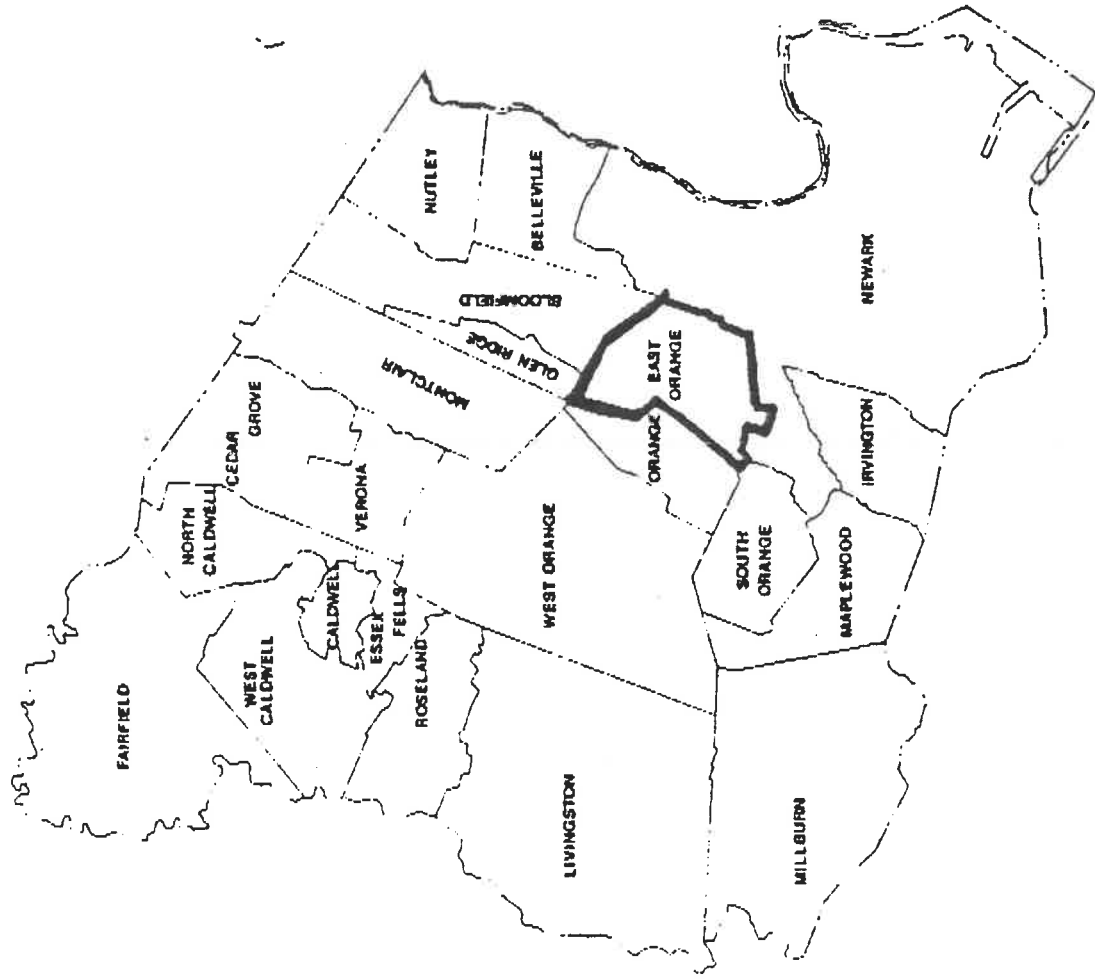 FAIRFIELD
NORTH
CALDWELL
CEDAR
GROVE
WEST
CALDWELL
CALDWELL
ESSEX
FELLS
VERONA
ROSELAND
MONTCLAIR
GLEN RIDGE
BLOOMFIELD
NUTLEY
BELLEVILLE
LIVINGSTON
WEST ORANGE
ORANGE
EAST
ORANGE
NEWARK
SOUTH
ORANGE
IRVINGTON
MAPLEWOOD
MILLBURN